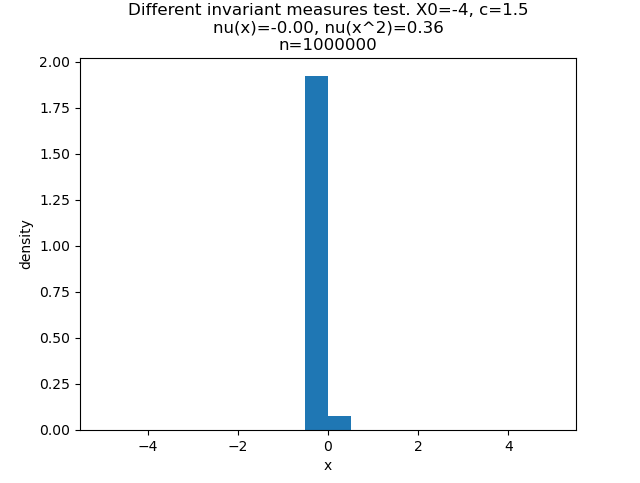 Different invariant measures test. X0=-4, c=1.5
nu(x)=-0.00, nu(x^2)=0.36
n=1000000
2.00
1.75
1.50
1.25
1.00
0.75
0.50
0.25
0.00
density
−4
−2
0
2
4
x